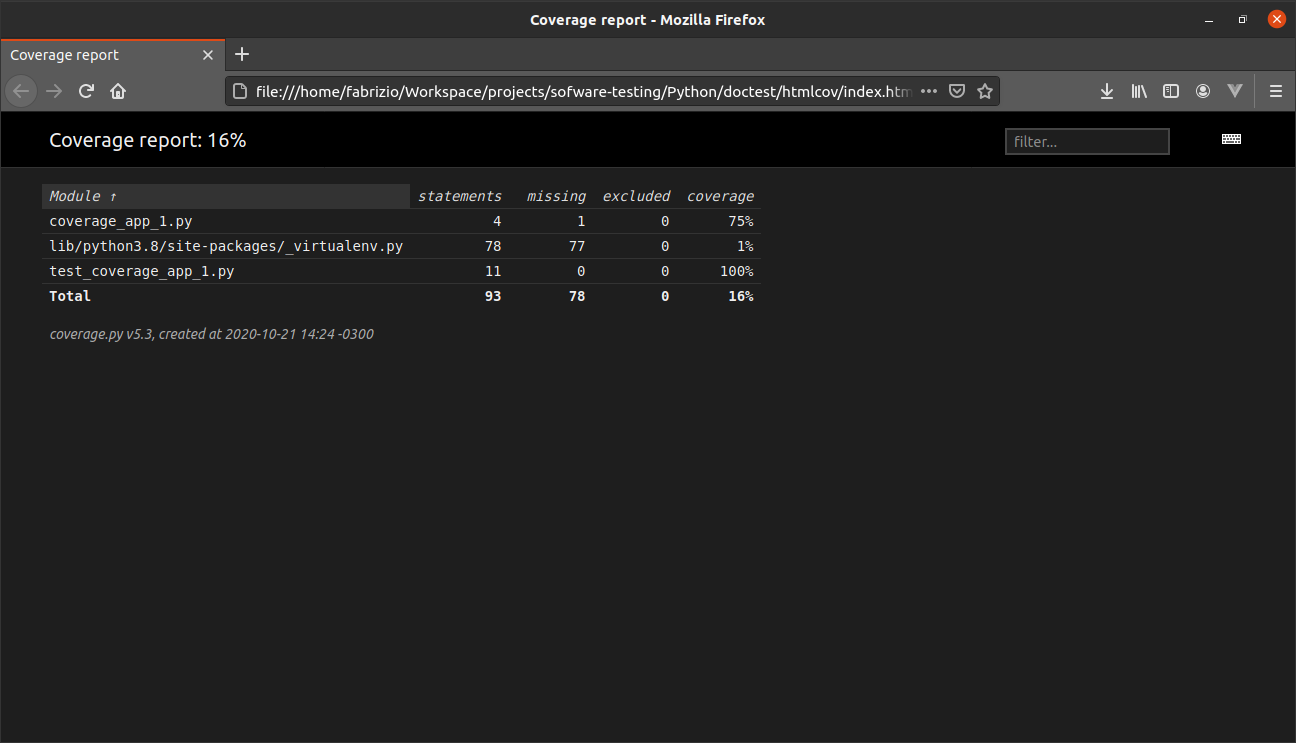 Coverage report - Mozilla Firefox
Coverage report
file:///home/fabrizio/Workspace/projects/sofware-testing/Python/doctest/htmlcov/index.htm
Coverage report: 16%
filter...
Module ↑ statements missing excluded coverage
coverage_app_1.py 4 1 0 75%
lib/python3.8/site-packages/_virtualenv.py 78 77 0 1%
test_coverage_app_1.py 11 0 0 100%
Total 93 78 0 16%
coverage.py v5.3, created at 2020-10-21 14:24 -0300